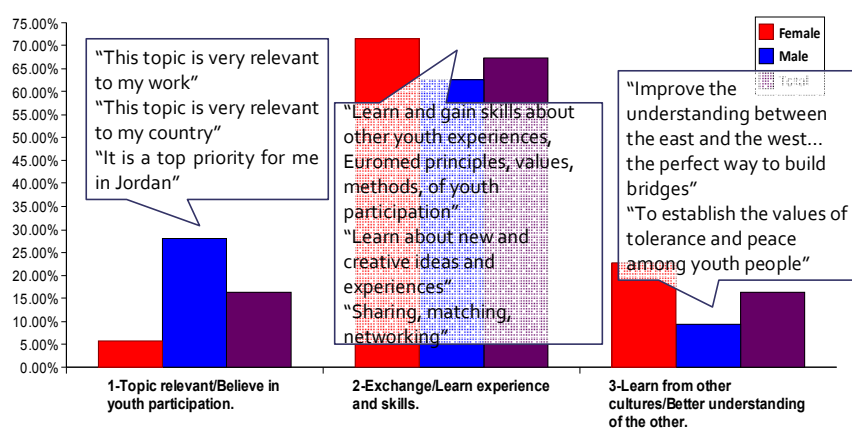 75.00%
70.00%
65.00%
60.00%
55.00%
50.00%
45.00%
40.00%
35.00%
30.00%
25.00%
20.00%
15.00%
10.00%
5.00%
0.00%
“This topic is very relevant
to my work”
“This topic is very relevant
to my country”
“It is a top priority for me
in Jordan”
“Learn and gain skills about
other youth experiences,
Euromed principles, values,
methods, of youth
participation”
“Learn about new and
creative ideas and
experiences”
“Sharing, matching,
networking”
Female
Male
Total
“Improve the
understanding between
the east and the west...
the perfect way to build
bridges”
“To establish the values of
tolerance and peace
among youth people”
1-Topic relevant/Believe in
youth participation.
2-Exchange/Learn experience
and skills.
3-Learn from other
cultures/Better understanding
of the other.